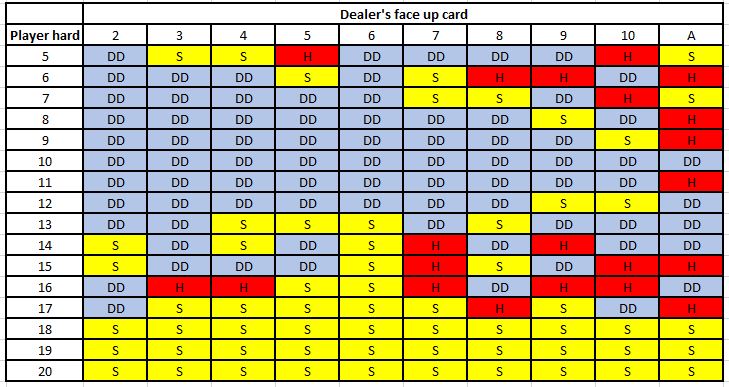 Dealer's face up card
Player hard 2 3 4 5 6 7 8 9 10 A
5 DD S S H DD DD DD DD H S
6 DD DD DD S DD S H H DD H
7 DD DD DD DD DD S S DD H S
8 DD DD DD DD DD DD DD S DD H
9 DD DD DD DD DD DD DD DD S H
10 DD DD DD DD DD DD DD DD DD DD
11 DD DD DD DD DD DD DD DD DD H
12 DD DD DD DD DD DD DD S S DD
13 DD DD S S S DD S DD DD DD
14 S DD S DD S H DD H DD DD
15 S DD DD DD S H S DD H H
16 DD H H S S H DD H H DD
17 DD S S S S S H S DD H
18 S S S S S S S S S S
19 S S S S S S S S S S
20 S S S S S S S S S S